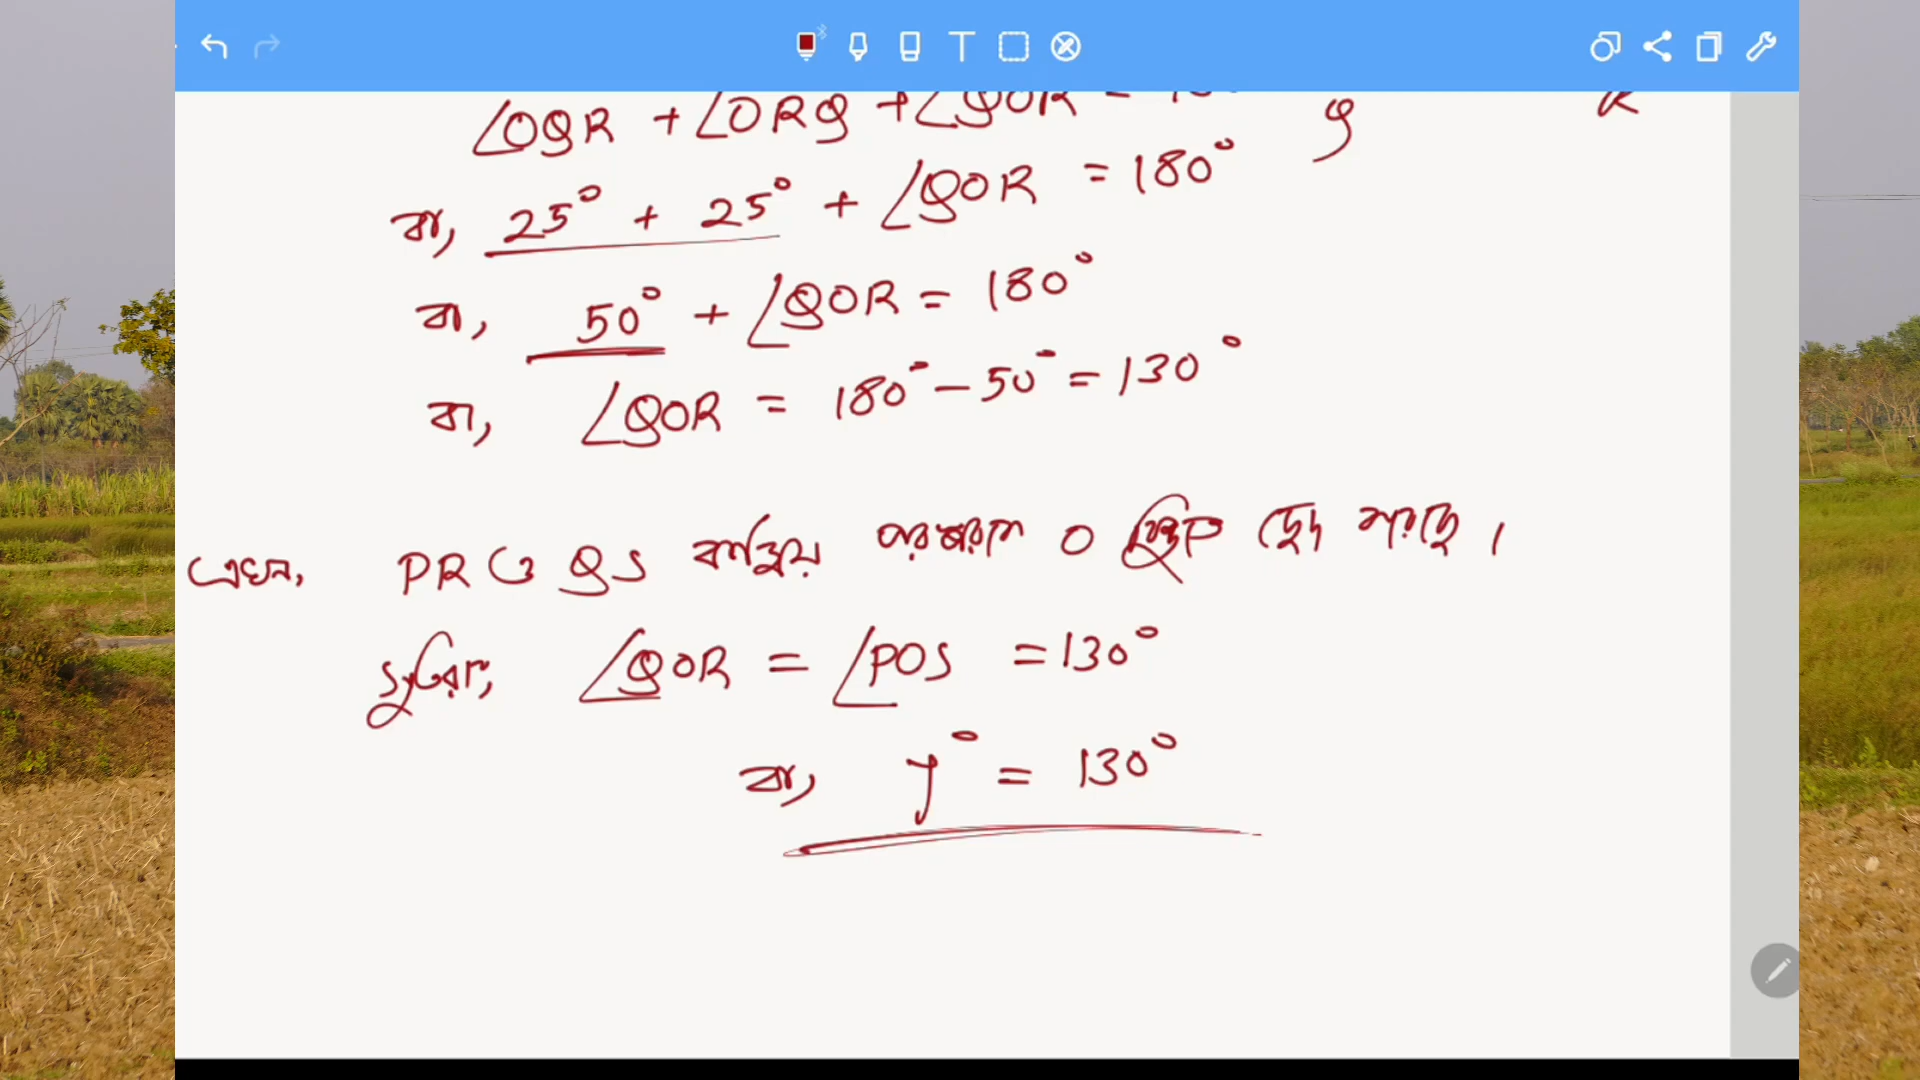 ∠OQR + ∠ORQ + ∠QOR = 180° Q R
বা, 25° + 25° + ∠QOR = 180°
বা, 50° + ∠QOR = 180°
বা, ∠QOR = 180° – 50° = 130°
এখন, PR ও QS কর্ণদ্বয় পরস্পরকে O বিন্দুতে ছেদ করেছে।
সুতরাং, ∠QOR = ∠POS = 130°
বা, y° = 130°